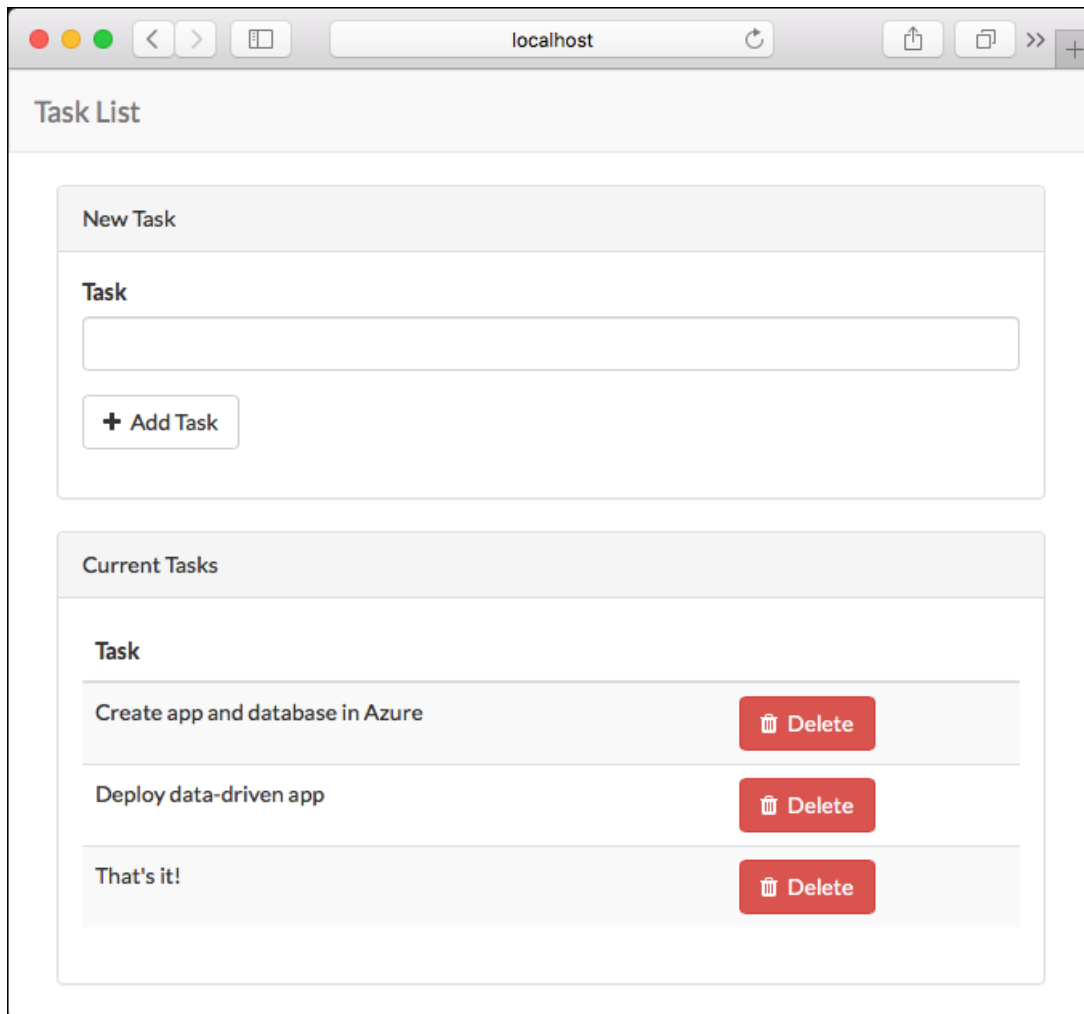 localhost
Task List
New Task
Task
Add Task
Current Tasks
Task
Create app and database in Azure
Delete
Deploy data-driven app
Delete
That's it!
Delete